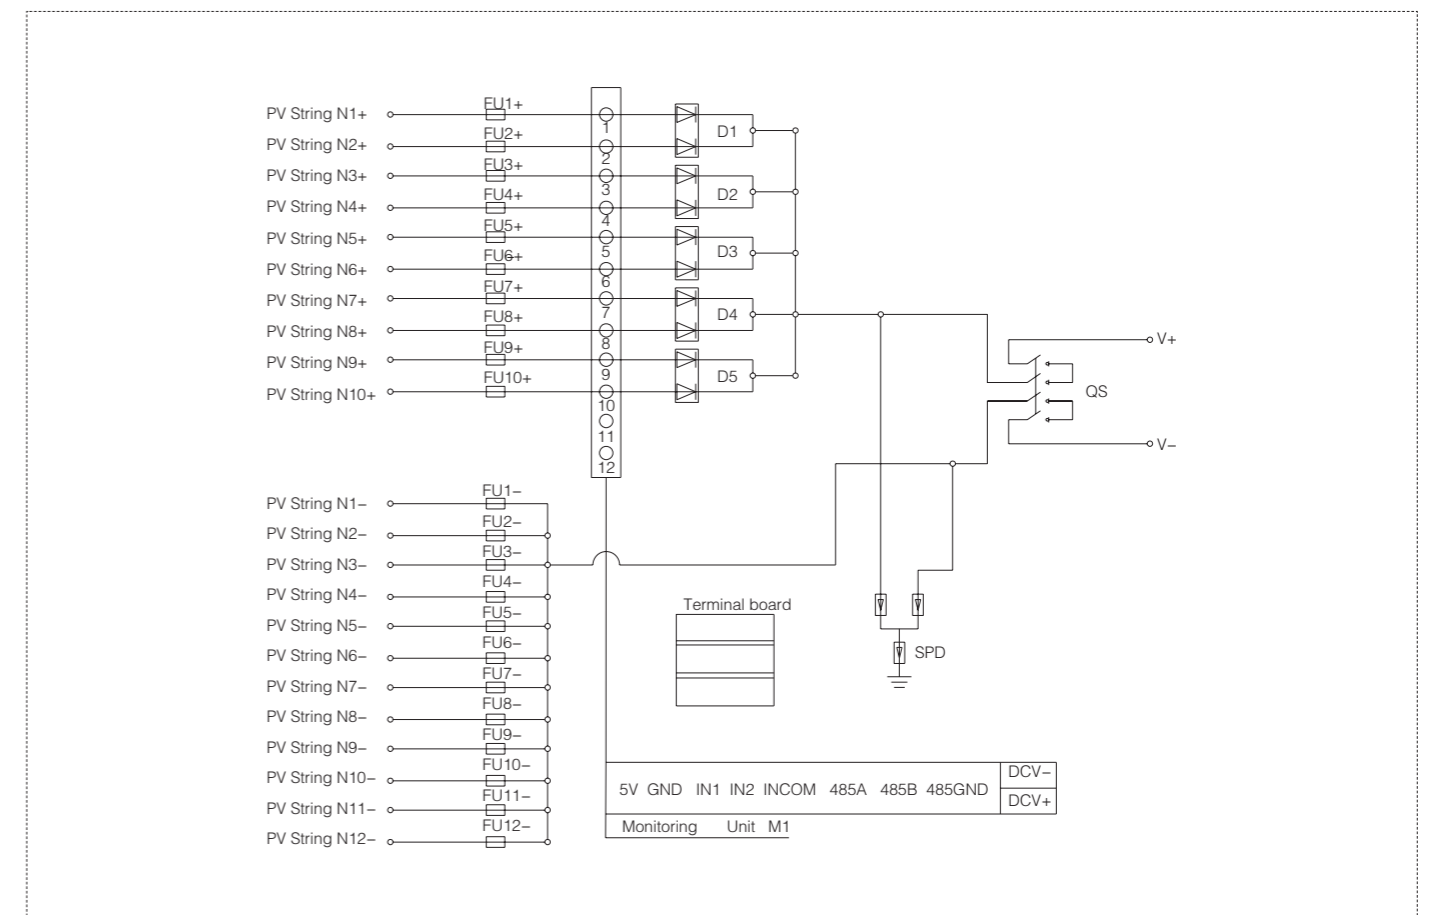 PV String N1+ FU1+
1
D1
PV String N2+ FU2+
2
PV String N3+ FU3+
3
D2
PV String N4+ FU4+
4
PV String N5+ FU5+
5
D3
PV String N6+ FU6+
6
PV String N7+ FU7+
7
D4
PV String N8+ FU8+
8
PV String N9+ FU9+
9
D5
PV String N10+ FU10+
10
11
12
V+
QS
V−
PV String N1− FU1−
PV String N2− FU2−
PV String N3− FU3−
PV String N4− FU4−
PV String N5− FU5−
PV String N6− FU6−
PV String N7− FU7−
PV String N8− FU8−
PV String N9− FU9−
PV String N10− FU10−
PV String N11− FU11−
PV String N12− FU12−
Terminal board
SPD
5V GND IN1 IN2 INCOM 485A 485B 485GND
DCV−
DCV+
Monitoring Unit M1